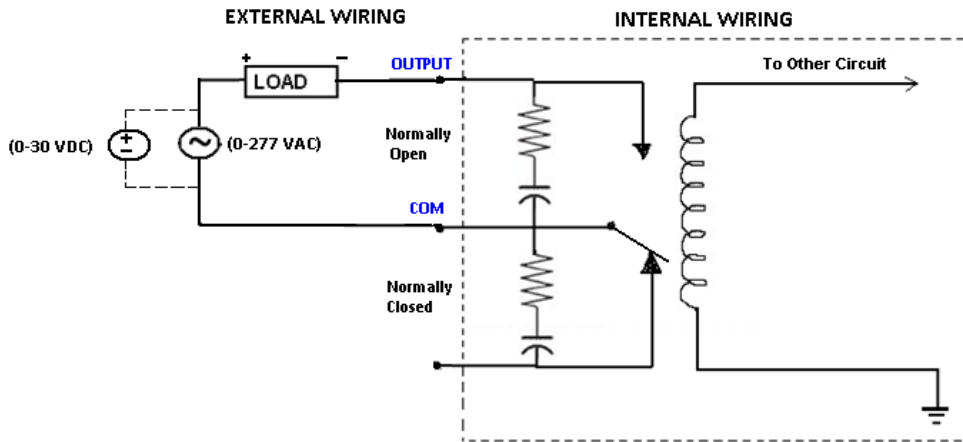 EXTERNAL WIRING
INTERNAL WIRING
+ LOAD −
OUTPUT
To Other Circuit
(0-30 VDC)
+
−
(0-277 VAC)
Normally
Open
COM
Normally
Closed